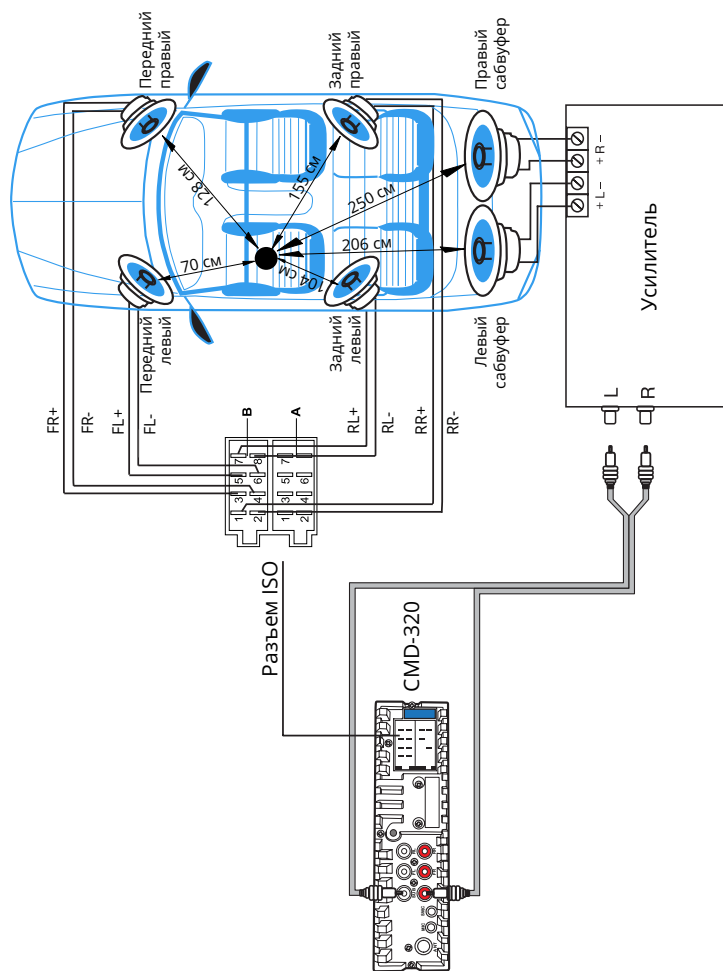 Передний
правый
Задний
правый
Правый
сабвуфер
128 см
155 см
250 см
70 см
104 см
206 см
Передний
левый
Задний
левый
Левый
сабвуфер
FR+
FR-
FL+
FL-
RL+
RL-
RR+
RR-
B
A
1 3 5 7
2 4 6 8
1 3 5 7
2 4 6
+ L – + R –
Усилитель
L
R
Разъем ISO
CMD-320